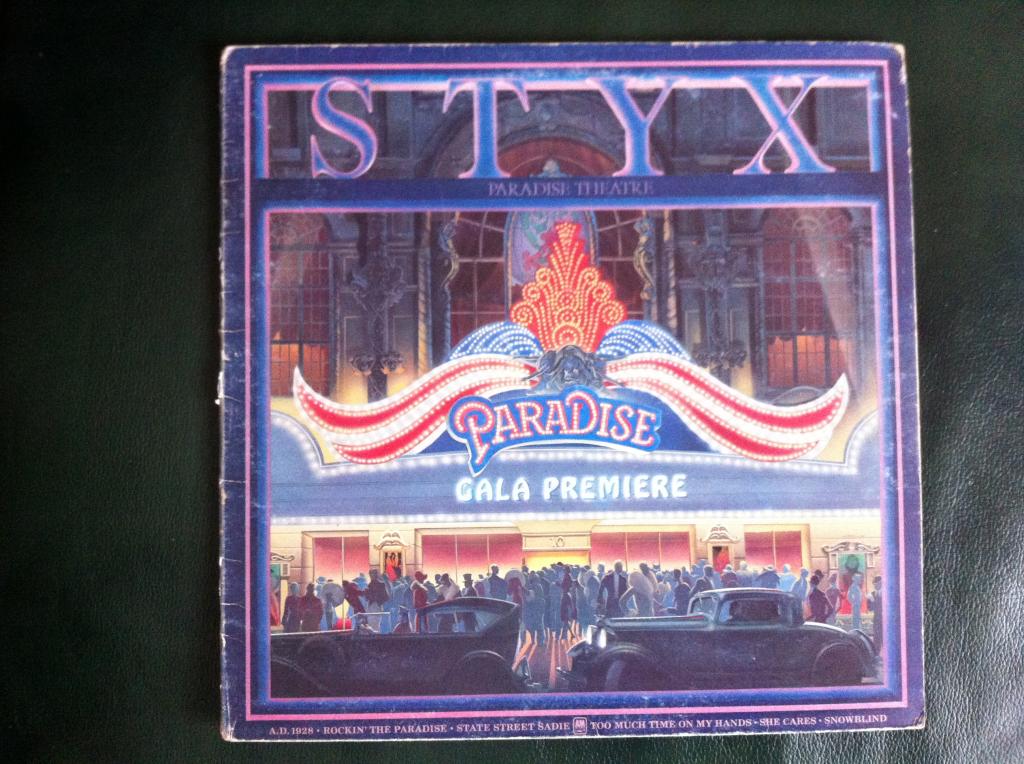 STYX
PARADISE THEATRE
PARADISE
GALA PREMIERE
A.D. 1928 • ROCKIN' THE PARADISE • STATE STREET SADIE A&M TOO MUCH TIME ON MY HANDS • SHE CARES • SNOWBLIND